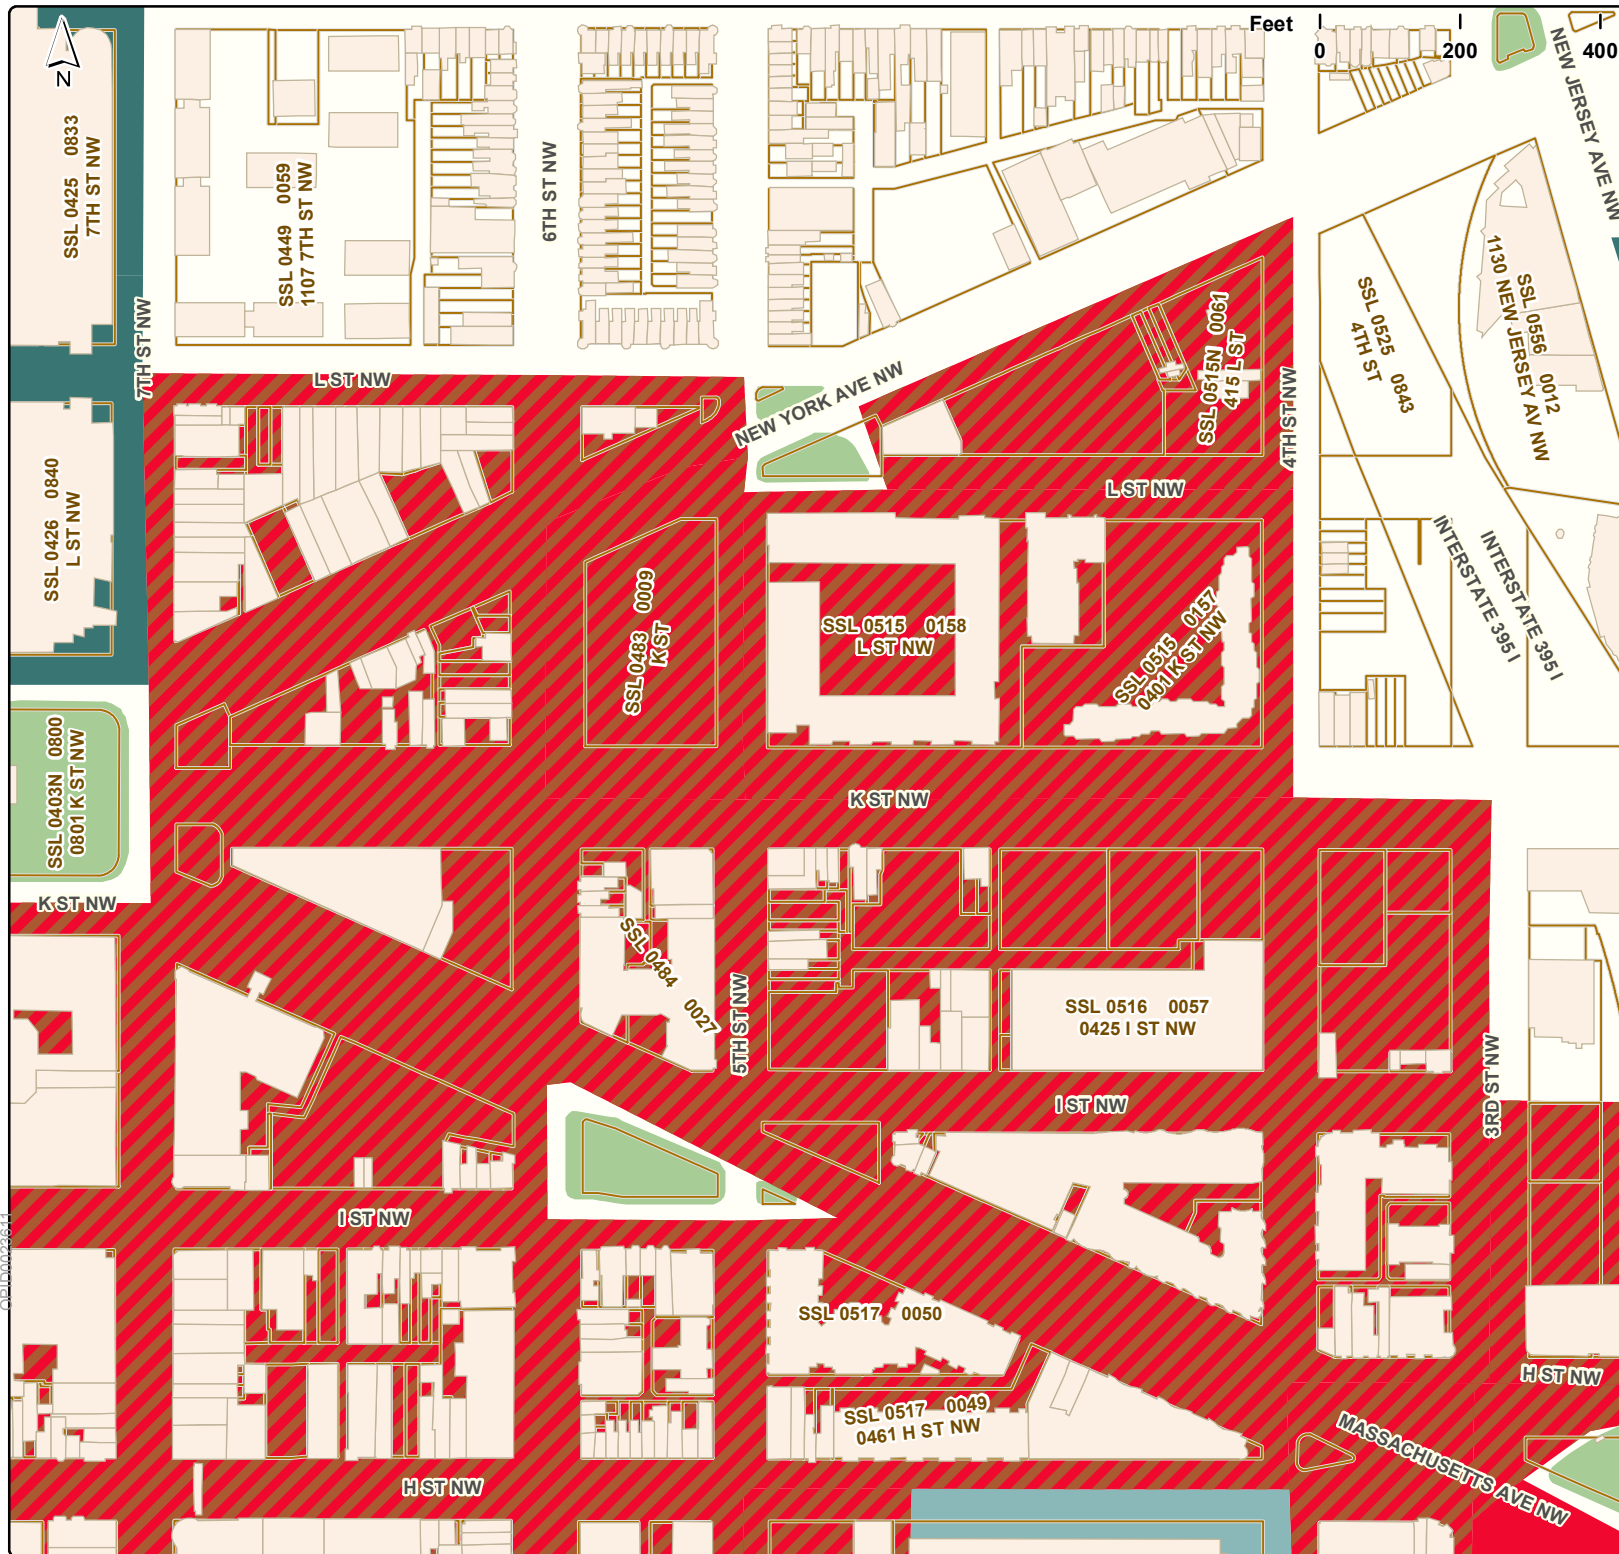 Feet
0 200 400
N
NEW JERSEY AVE NW
SSL 0425 0833
7TH ST NW
SSL 0449 0059
1107 7TH ST NW
6TH ST NW
7TH ST NW
L ST NW
NEW YORK AVE NW
SSL 0515N 0061
415 L ST
4TH ST NW
SSL 0525 0843
4TH ST
SSL 0556 0012
1130 NEW JERSEY AV NW
SSL 0426 0840
L ST NW
L ST NW
SSL 0483 0009
K ST
SSL 0515 0158
L ST NW
SSL 0515 0157
0401 K ST NW
INTERSTATE 395 I
INTERSTATE 395 I
SSL 0403N 0800
0801 K ST NW
K ST NW
K ST NW
SSL 0484 0027
5TH ST NW
SSL 0516 0057
0425 I ST NW
I ST NW
3RD ST NW
I ST NW
OPID0023611
SSL 0517 0050
SSL 0517 0049
0461 H ST NW
H ST NW
H ST NW
MASSACHUSETTS AVE NW